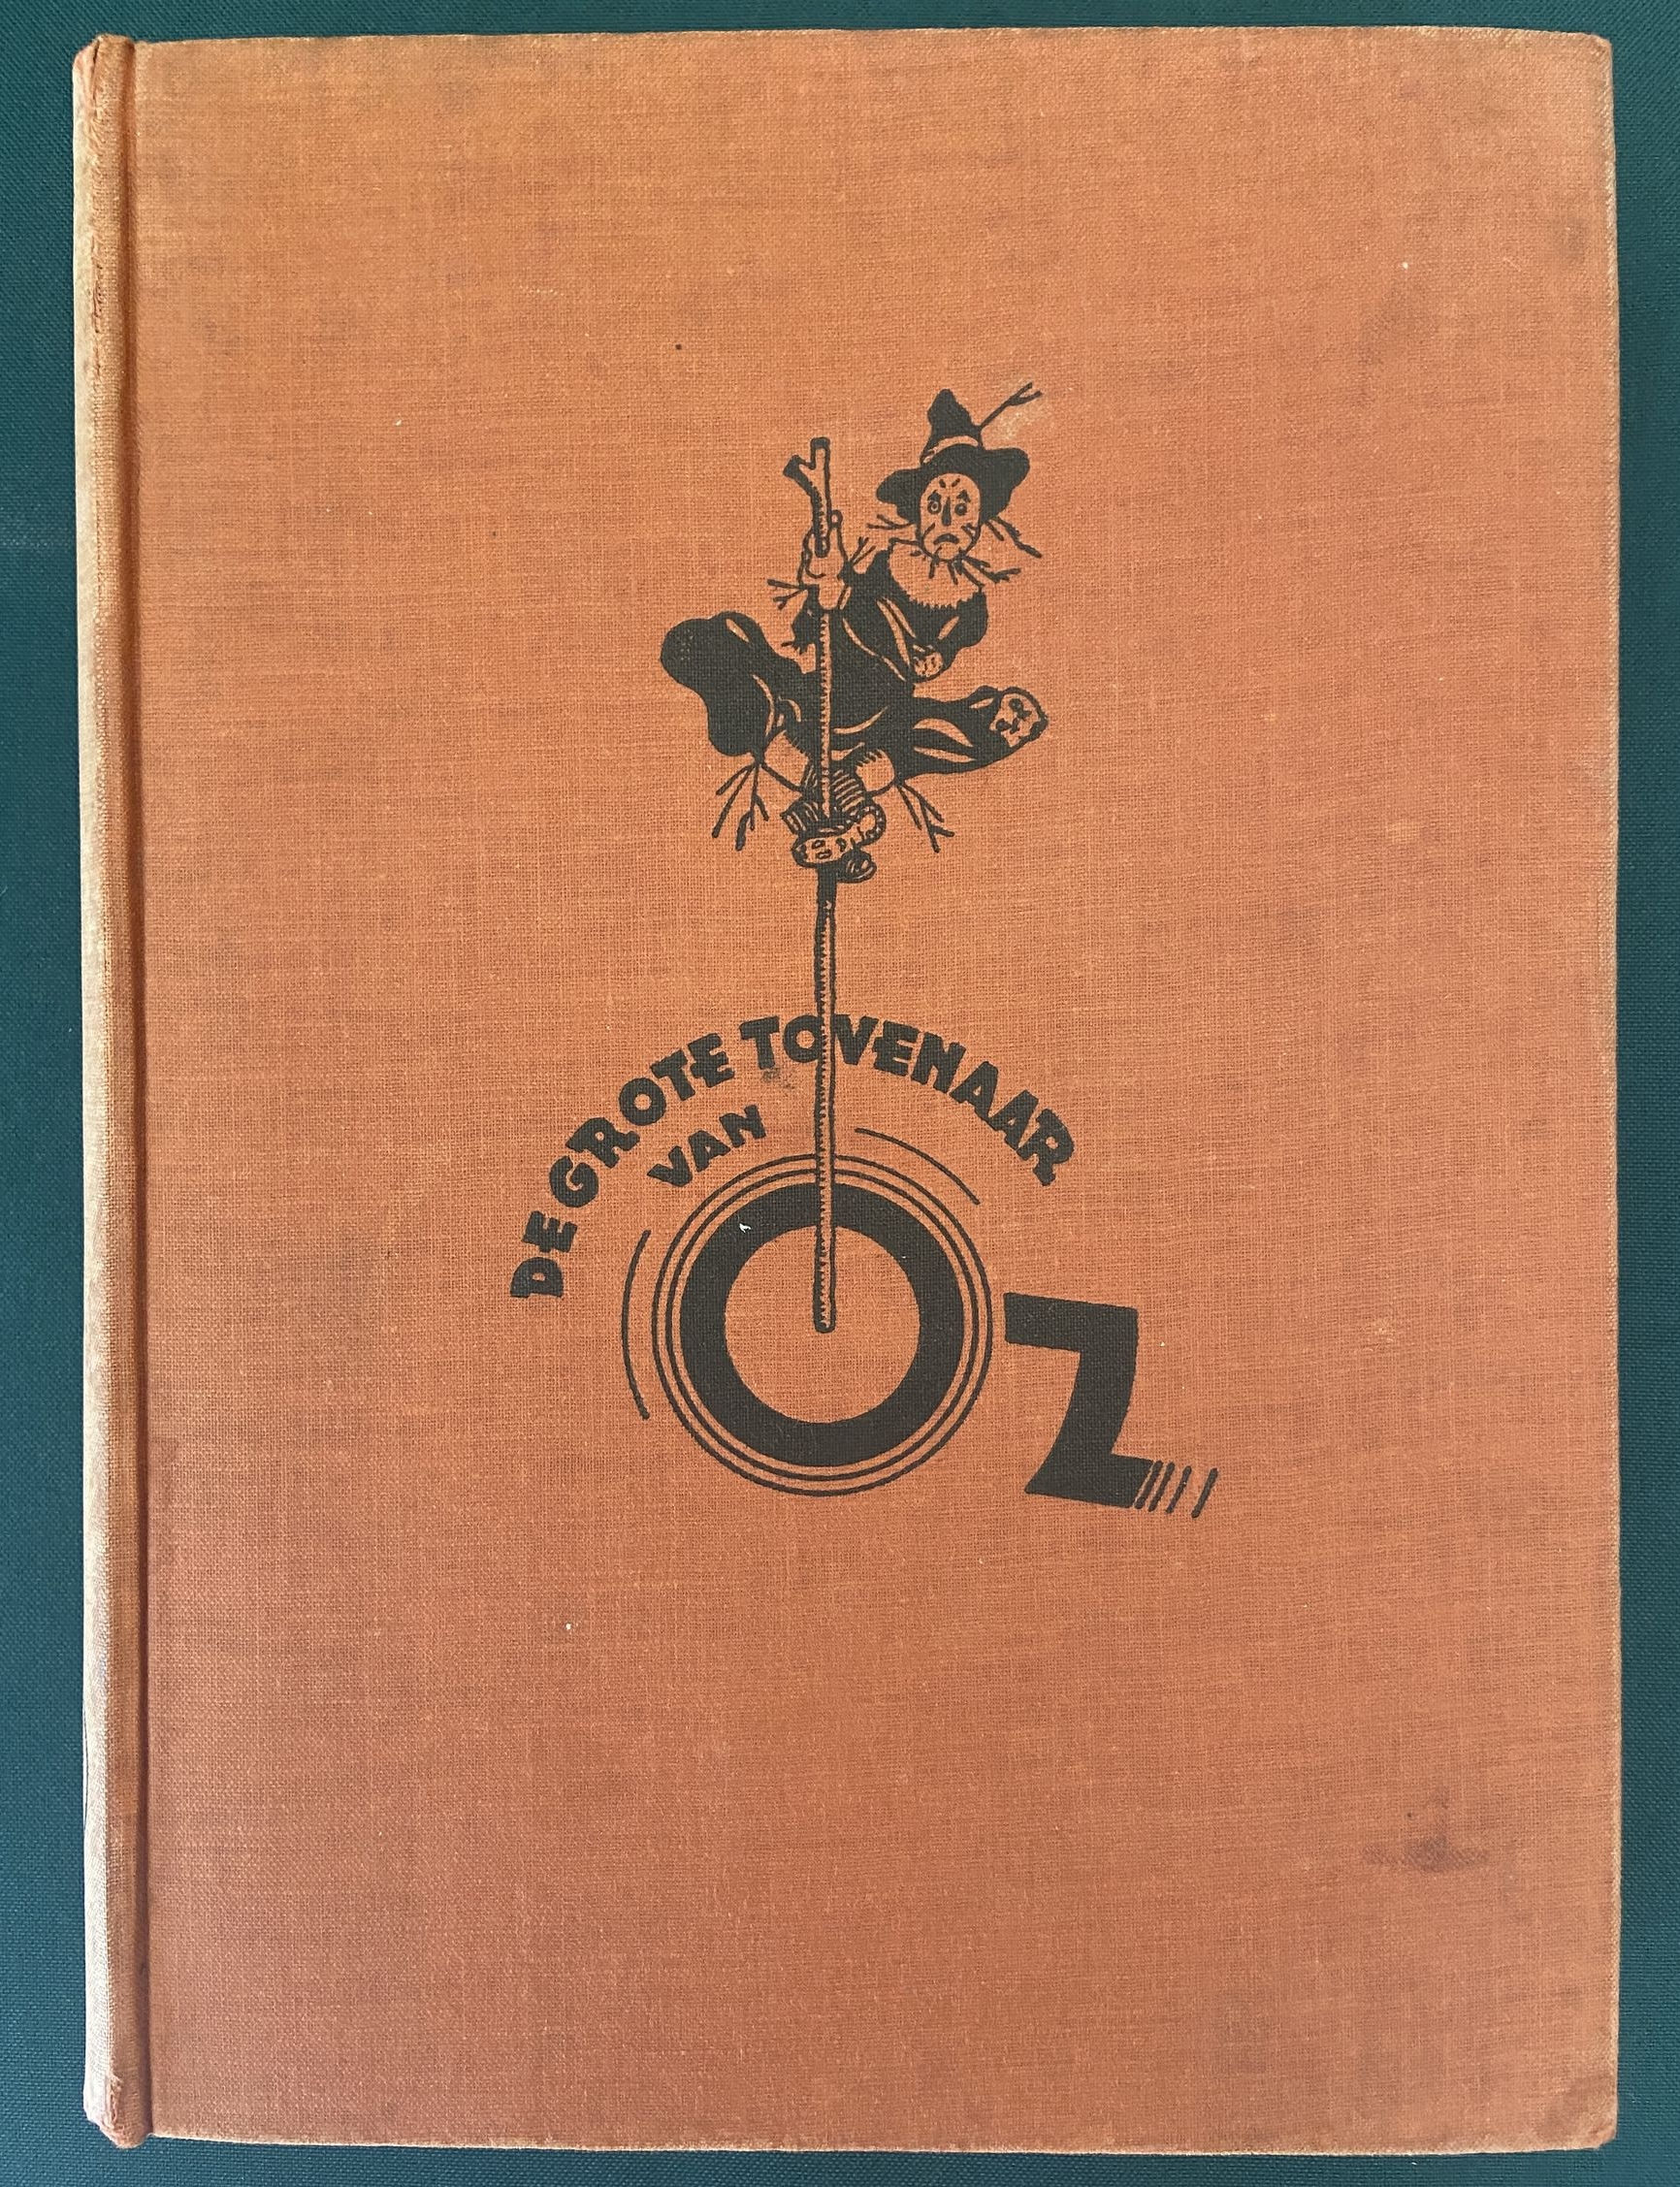 DE GROTE TOVENAAR
VAN
OZ